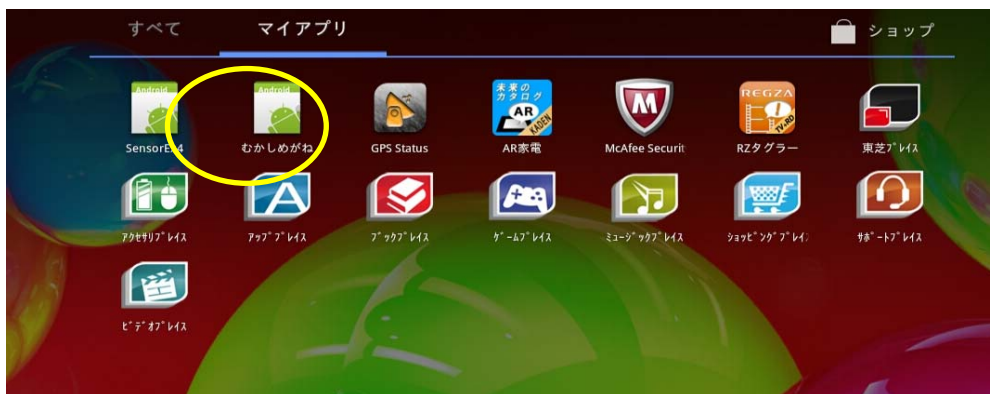 すべて
マイアプリ
ショップ
Android
Android
未来の
カタログ
AR
KADEN
M
REGZA
TV&RD
SensorEx4
むかしめがね
GPS Status
AR家電
McAfee Securit
RZタグラー
東芝ﾌﾟﾚｲｽ
ｱｸｾｻﾘﾌﾟﾚｲｽ
ｱｯﾌﾟﾌﾟﾚｲｽ
ﾌﾞｯｸﾌﾟﾚｲｽ
ｹﾞｰﾑﾌﾟﾚｲｽ
ﾐｭｰｼﾞｯｸﾌﾟﾚｲｽ
ｼｮｯﾋﾟﾝｸﾞﾌﾟﾚｲ
ｻﾎﾟｰﾄﾌﾟﾚｲｽ
ﾋﾞﾃﾞｵﾌﾟﾚｲｽ